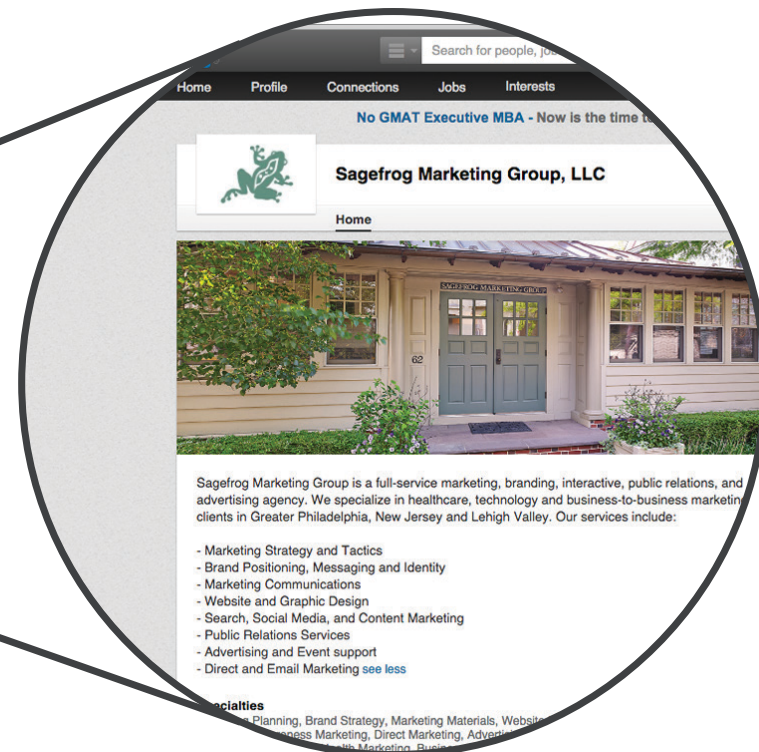 Search for people,
Home Profile Connections Jobs Interests
No GMAT Executive MBA - Now is the time
Sagefrog Marketing Group, LLC
Home
SAGEFROG MARKETING GROUP
62
Sagefrog Marketing Group is a full-service marketing, branding, interactive, public relations, and
advertising agency. We specialize in healthcare, technology and business-to-business marketing
clients in Greater Philadelphia, New Jersey and Lehigh Valley. Our services include:
- Marketing Strategy and Tactics
- Brand Positioning, Messaging and Identity
- Marketing Communications
- Website and Graphic Design
- Search, Social Media, and Content Marketing
- Public Relations Services
- Advertising and Event support
- Direct and Email Marketing see less
Planning, Brand Strategy, Marketing Materials, Website
Marketing, Direct Marketing,
Marketing,